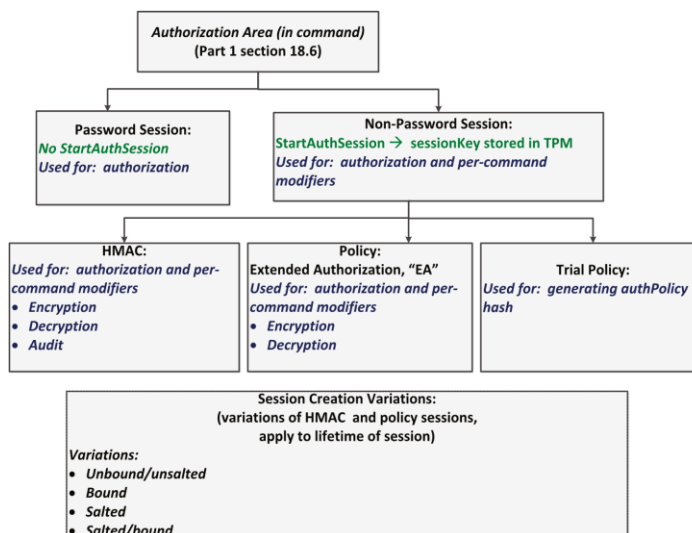 Authorization Area (in command)
(Part 1 section 18.6)
Password Session:
No StartAuthSession
Used for: authorization
Non-Password Session:
StartAuthSession → sessionKey stored in TPM
Used for: authorization and per-command
modifiers
HMAC:
Used for: authorization and per-
command modifiers
• Encryption
• Decryption
• Audit
Policy:
Extended Authorization, “EA”
Used for: authorization and per-
command modifiers
• Encryption
• Decryption
Trial Policy:
Used for: generating authPolicy
hash
Session Creation Variations:
(variations of HMAC and policy sessions,
apply to lifetime of session)
Variations:
• Unbound/unsalted
• Bound
• Salted
• Salted/bound